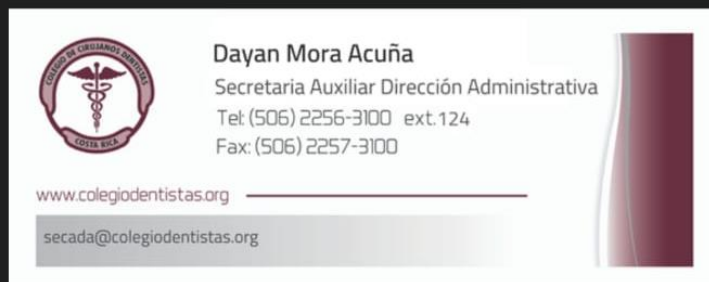 COLEGIO DE CIRUJANOS DENTISTAS
COSTA RICA
Dayan Mora Acuña
Secretaria Auxiliar Dirección Administrativa
Tel: (506) 2256-3100 ext.124
Fax: (506) 2257-3100
www.colegiodentistas.org
secada@colegiodentistas.org